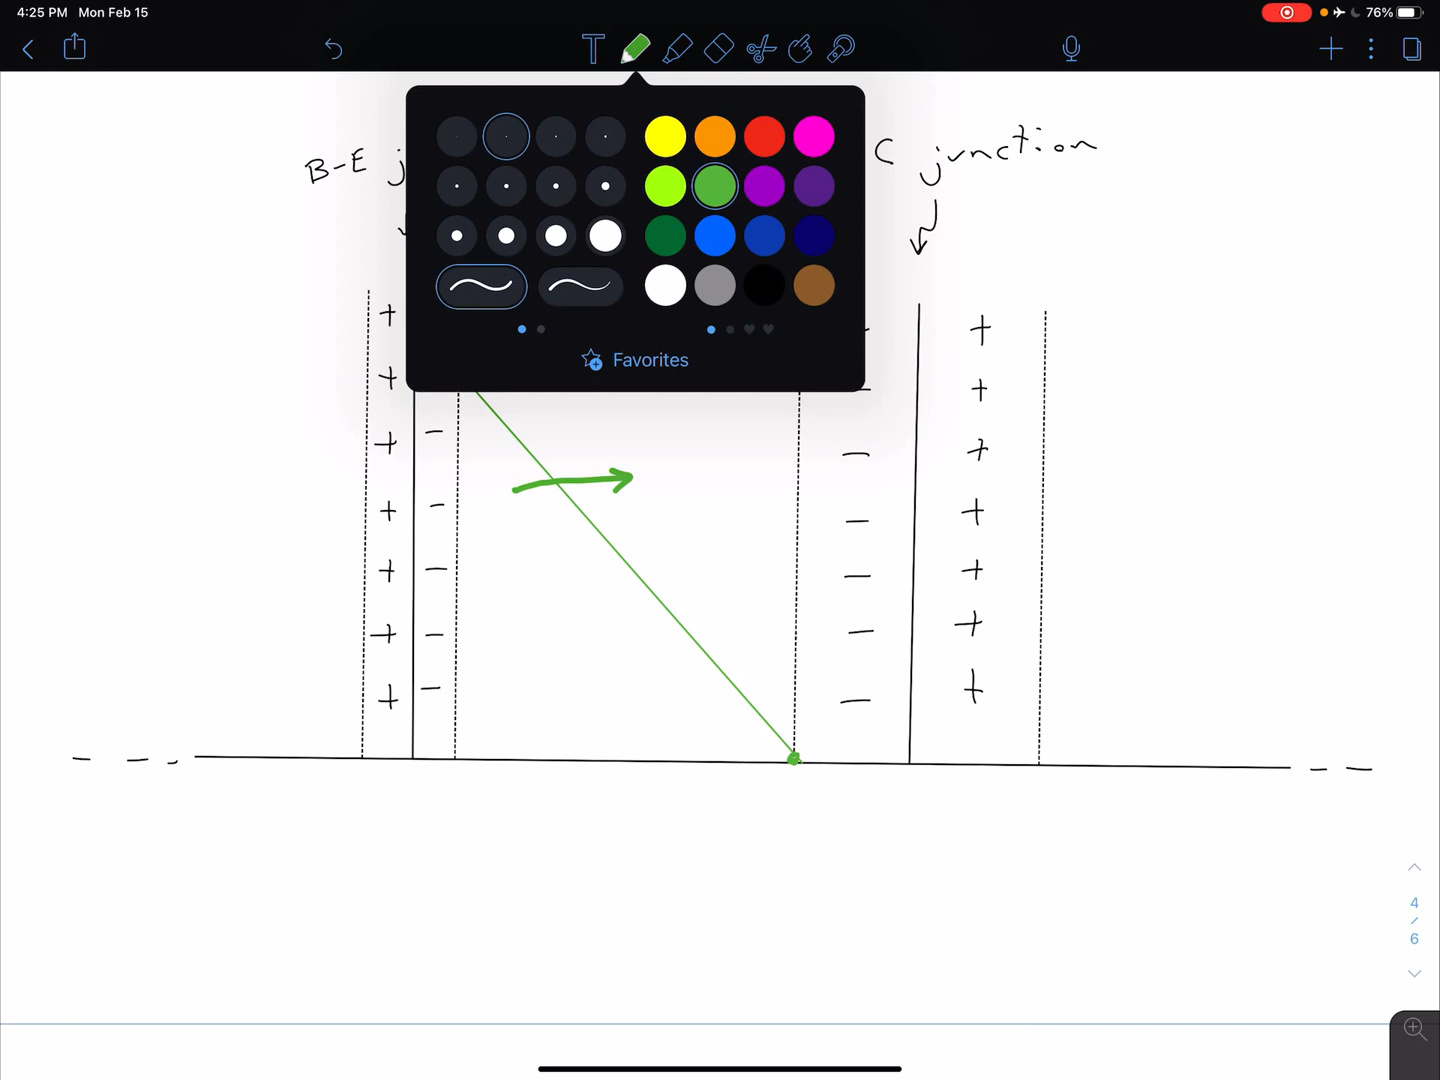 4:25 PM Mon Feb 15
76%
T
B-E j
C junction
Favorites
+ - +
+ - +
+ - - +
+ - - +
+ - - +
+ - - +
+ - - +
4
/
6